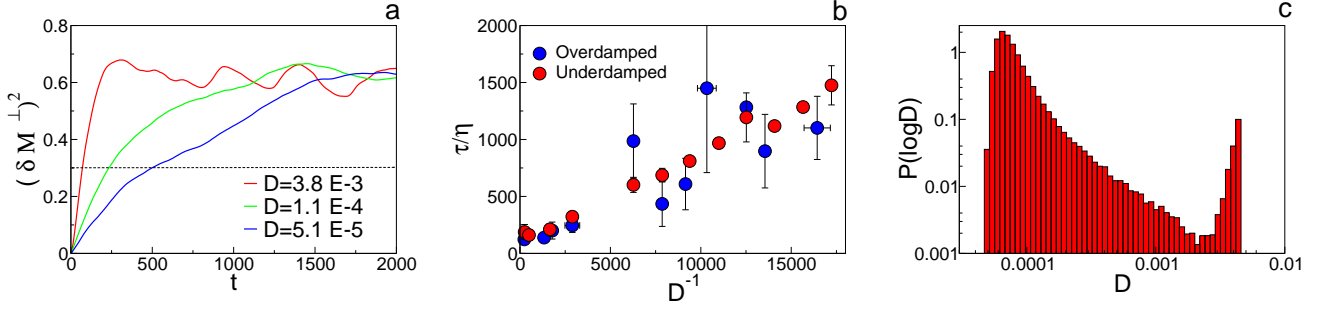 a
( δ M ⊥ )2
0.8
0.6
0.4
0.2
0
D=3.8 E-3
D=1.1 E-4
D=5.1 E-5
0 500 1000 1500 2000
t
b
τ/η
2000
1500
1000
500
0
Overdamped
Underdamped
0 5000 10000 15000
D-1
c
P(logD)
1
0.1
0.01
0.001
0.0001 0.001 0.01
D